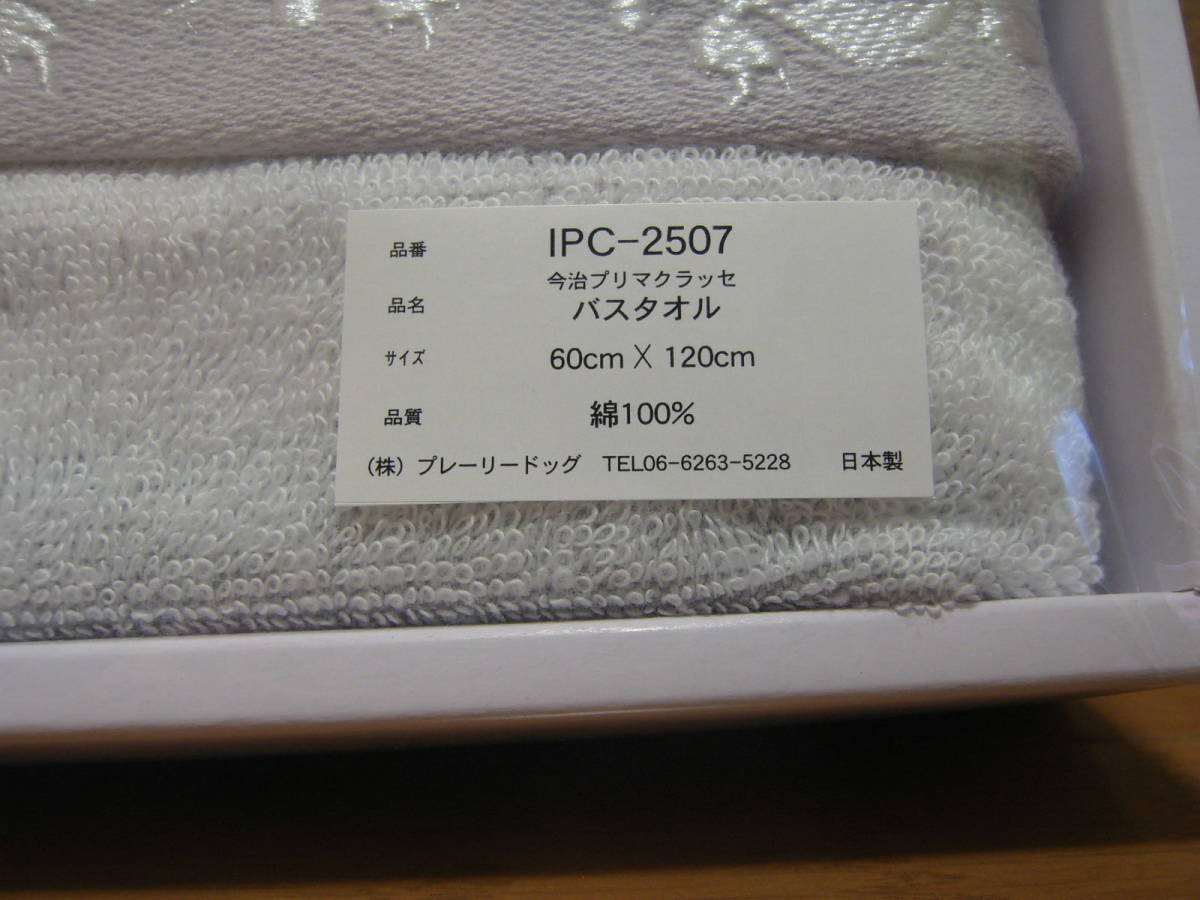 品番 IPC-2507
今治プリマクラッセ
品名 バスタオル
サイズ 60cm X 120cm
品質 綿100%
(株) プレーリードッグ TEL06-6263-5228 日本製